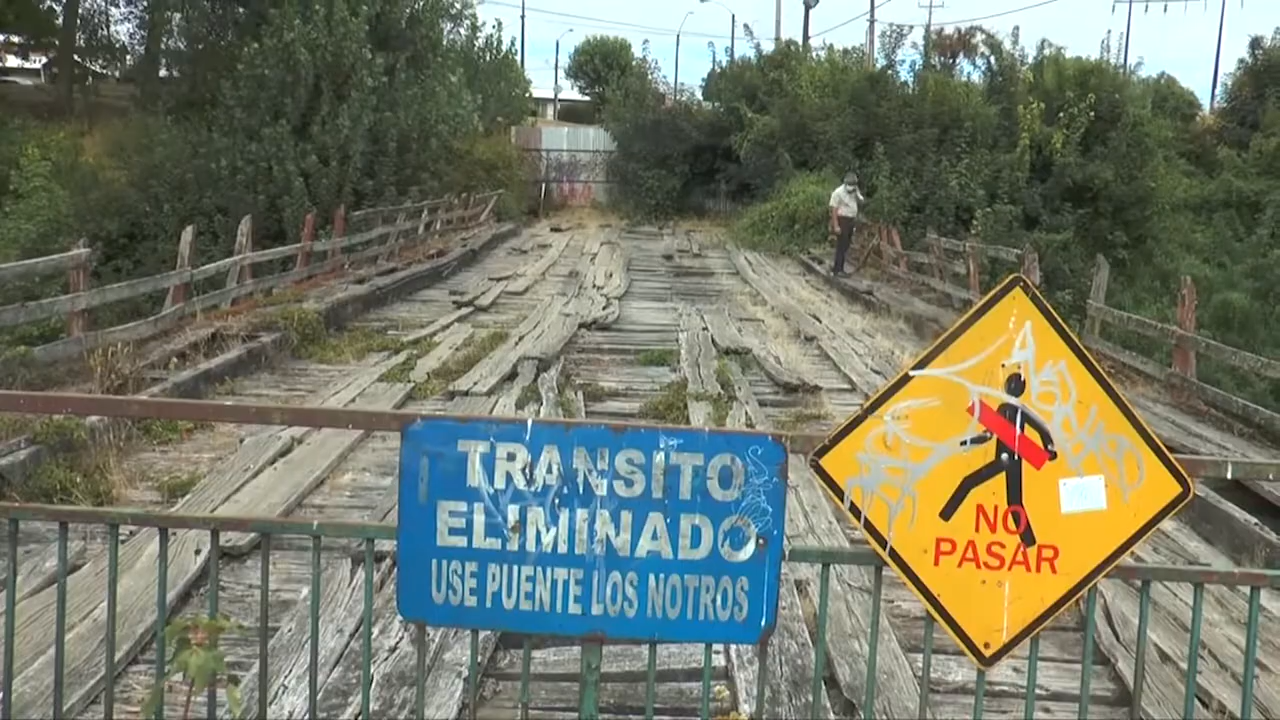 TRANSITO
ELIMINADO
USE PUENTE LOS NOTROS
NO
PASAR